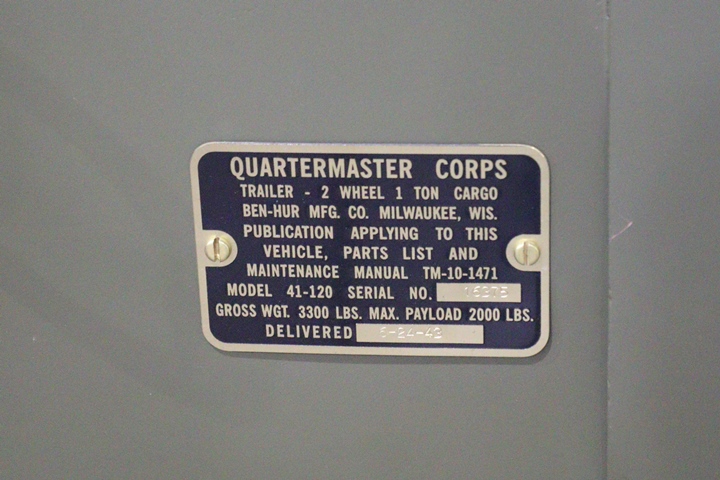 QUARTERMASTER CORPS
TRAILER - 2 WHEEL 1 TON CARGO
BEN-HUR MFG. CO. MILWAUKEE, WIS.
PUBLICATION APPLYING TO THIS
VEHICLE, PARTS LIST AND
MAINTENANCE MANUAL TM-10-1471
MODEL 41-120 SERIAL NO.
GROSS WGT. 3300 LBS. MAX. PAYLOAD 2000 LBS.
DELIVERED